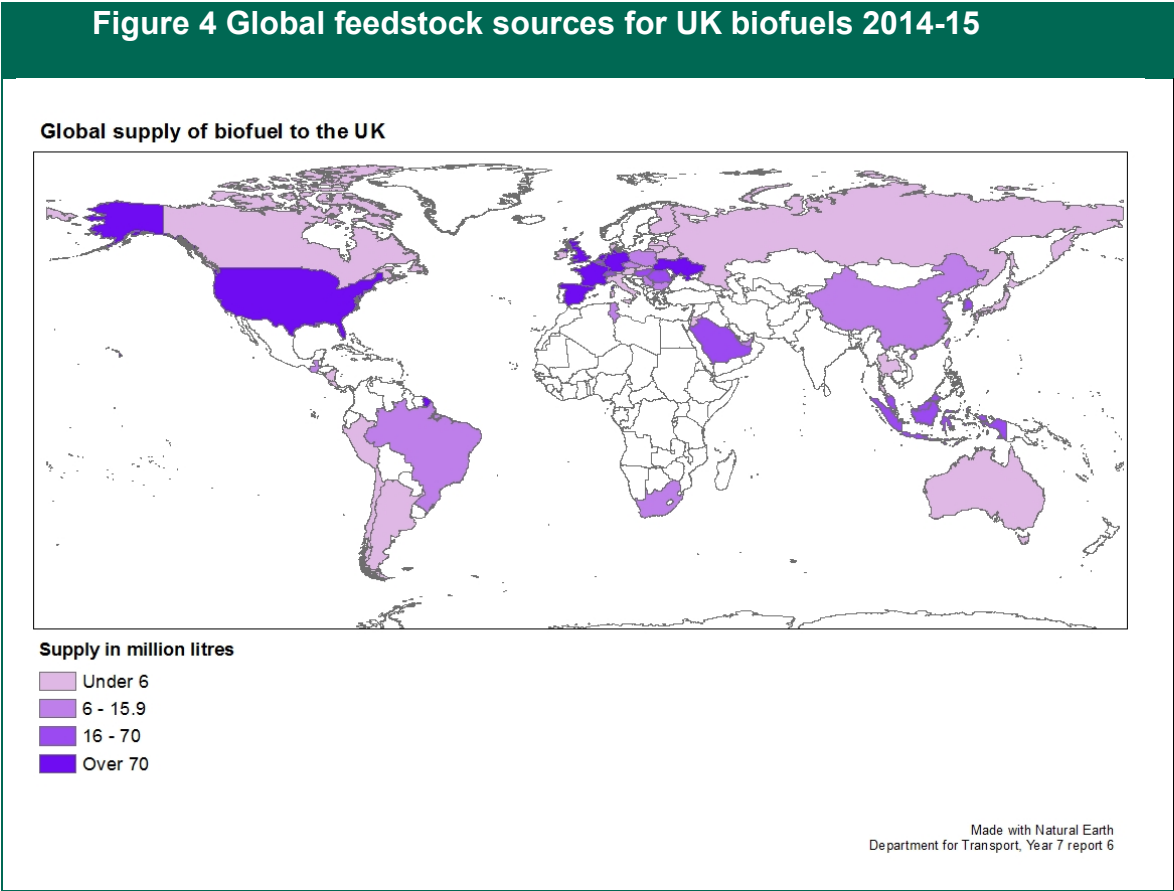 Figure 4 Global feedstock sources for UK biofuels 2014-15
Global supply of biofuel to the UK
Supply in million litres
Under 6
6 - 15.9
16 - 70
Over 70
Made with Natural Earth
Department for Transport, Year 7 report 6